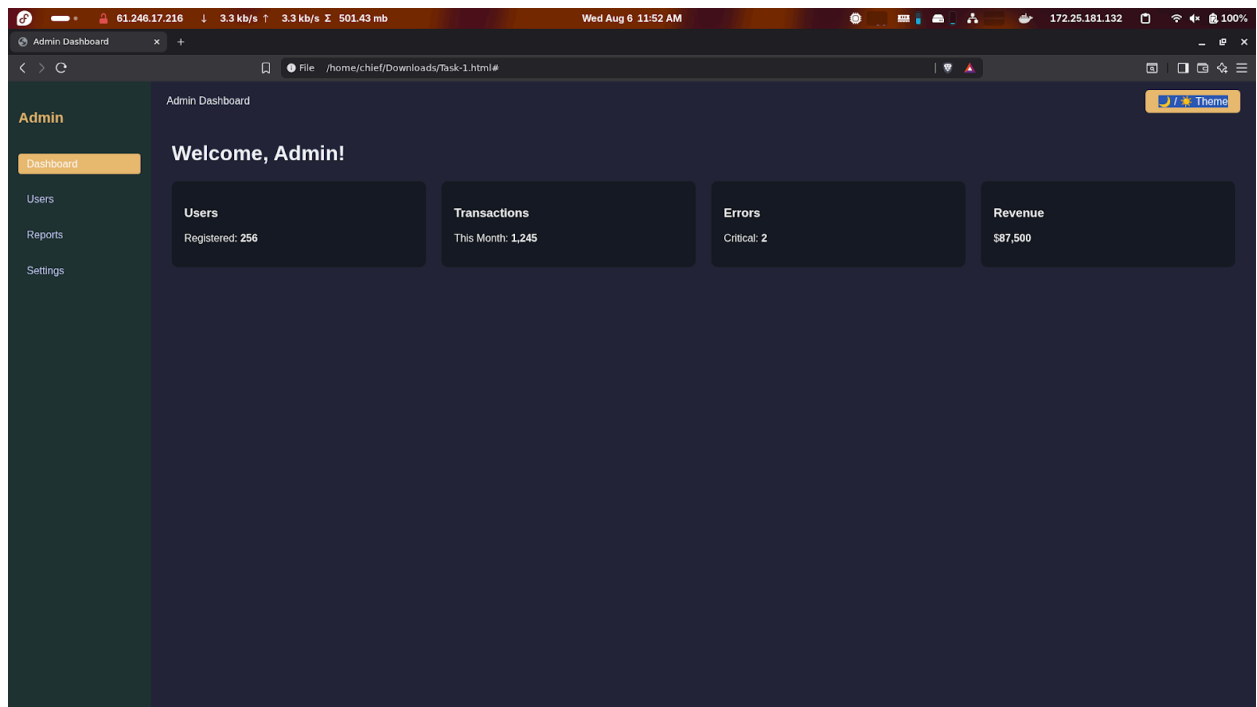 61.246.17.216 ↓ 3.3 kb/s ↑ 3.3 kb/s Σ 501.43 mb Wed Aug 6 11:52 AM 172.25.181.132 100%
Admin Dashboard × +
File /home/chief/Downloads/Task-1.html#
Admin
Dashboard
Users
Reports
Settings
Admin Dashboard
🌙 / ☀️ Theme
Welcome, Admin!
Users
Registered: 256
Transactions
This Month: 1,245
Errors
Critical: 2
Revenue
$87,500